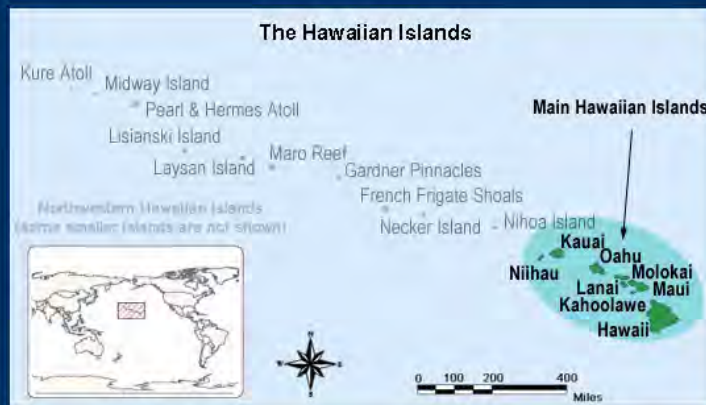 The Hawaiian Islands
Kure Atoll
Midway Island
Pearl & Hermes Atoll
Main Hawaiian Islands
Lisianski Island
Maro Reef
Laysan Island
Gardner Pinnacles
French Frigate Shoals
Northwestern Hawaiian Islands
(some smaller islands are not shown)
Necker Island
Nihoa Island
Kauai
Oahu
Niihau
Molokai
Lanai
Maui
Kahoolawe
Hawaii
N
0 100 200 400
Miles